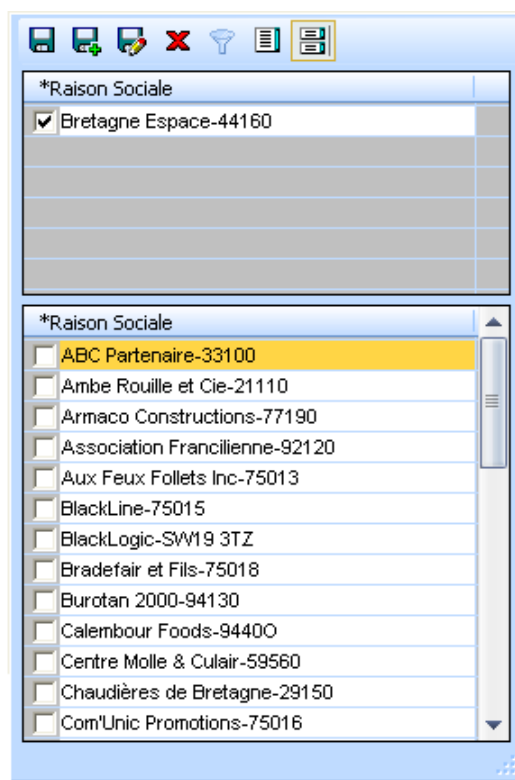 *Raison Sociale
Bretagne Espace-44160
*Raison Sociale
ABC Partenaire-33100
Ambe Rouille et Cie-21110
Armaco Constructions-77190
Association Francilienne-92120
Aux Feux Follets Inc-75013
BlackLine-75015
BlackLogic-SW19 3TZ
Bradefair et Fils-75018
Burotan 2000-94130
Calembour Foods-9440O
Centre Molle & Culair-59560
Chaudières de Bretagne-29150
Com'Unic Promotions-75016